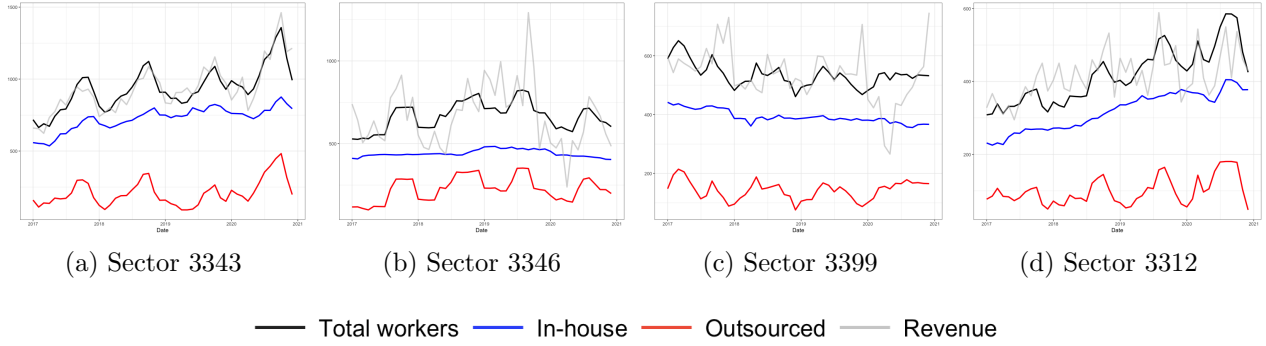 1500
1000
500
2017
2018
2019
2020
2021
Date
1000
500
2017
2018
2019
2020
2021
Date
600
400
200
2017
2018
2019
2020
2021
Date
600
400
200
2017
2018
2019
2020
2021
Date
(a) Sector 3343
(b) Sector 3346
(c) Sector 3399
(d) Sector 3312
Total workers
In-house
Outsourced
Revenue